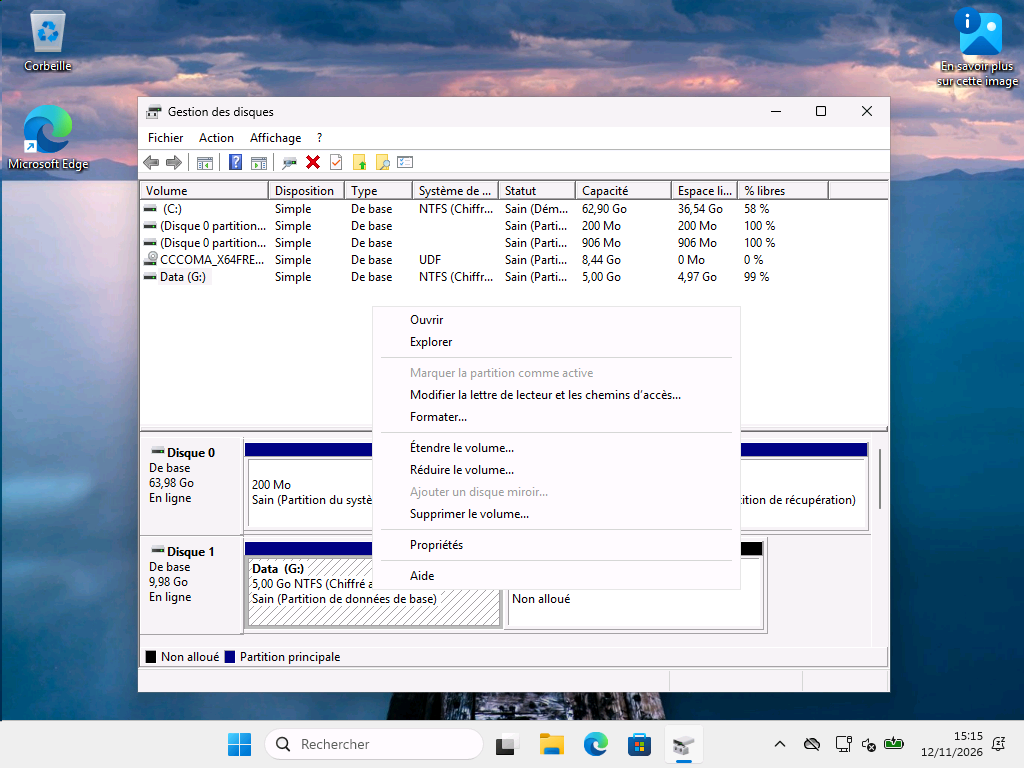 Corbeille
Microsoft Edge
En savoir plus
sur cette image
Gestion des disques
Fichier Action Affichage ?
Volume Disposition Type Système de ... Statut Capacité Espace li... % libres
(C:) Simple De base NTFS (Chiffr... Sain (Dém... 62,90 Go 36,54 Go 58 %
(Disque 0 partition... Simple De base Sain (Parti... 200 Mo 200 Mo 100 %
(Disque 0 partition... Simple De base Sain (Parti... 906 Mo 906 Mo 100 %
CCCOMA_X64FRE... Simple De base UDF Sain (Parti... 8,44 Go 0 Mo 0 %
Data (G:) Simple De base NTFS (Chiffr... Sain (Parti... 5,00 Go 4,97 Go 99 %
Ouvrir
Explorer
Marquer la partition comme active
Modifier la lettre de lecteur et les chemins d'accès...
Formater...
Étendre le volume...
Réduire le volume...
Ajouter un disque miroir...
Supprimer le volume...
Propriétés
Aide
Disque 0
De base
63,98 Go
En ligne
200 Mo
Sain (Partition du systè
tition de récupération)
Disque 1
De base
9,98 Go
En ligne
Data (G:)
5,00 Go NTFS (Chiffré a
Sain (Partition de données de base)
Non alloué
Non alloué Partition principale
Rechercher
15:15
12/11/2026